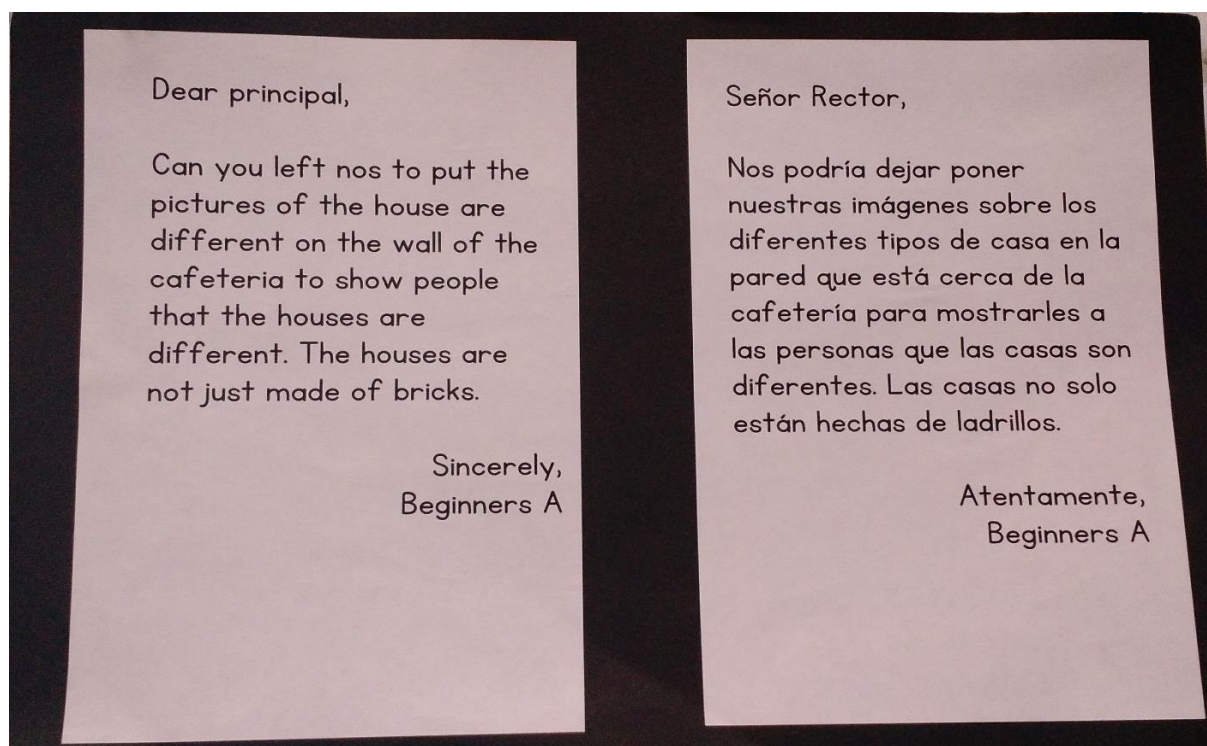 Dear principal,
Can you left nos to put the
pictures of the house are
different on the wall of the
cafeteria to show people
that the houses are
different. The houses are
not just made of bricks.
Sincerely,
Beginners A
Señor Rector,
Nos podría dejar poner
nuestras imágenes sobre los
diferentes tipos de casa en la
pared que está cerca de la
cafetería para mostrarles a
las personas que las casas son
diferentes. Las casas no solo
están hechas de ladrillos.
Atentamente,
Beginners A